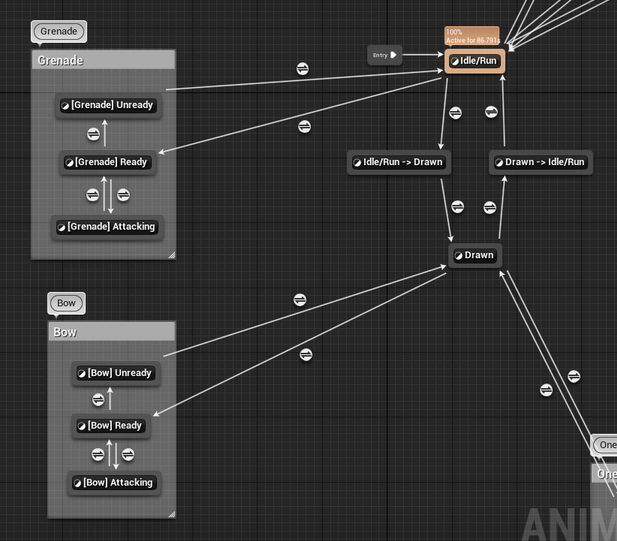 Grenade
Grenade
[Grenade] Unready
[Grenade] Ready
[Grenade] Attacking
100%
Active for 86.791s
Entry
Idle/Run
Idle/Run -> Drawn
Drawn -> Idle/Run
Drawn
Bow
Bow
[Bow] Unready
[Bow] Ready
[Bow] Attacking
One
One
ANIM